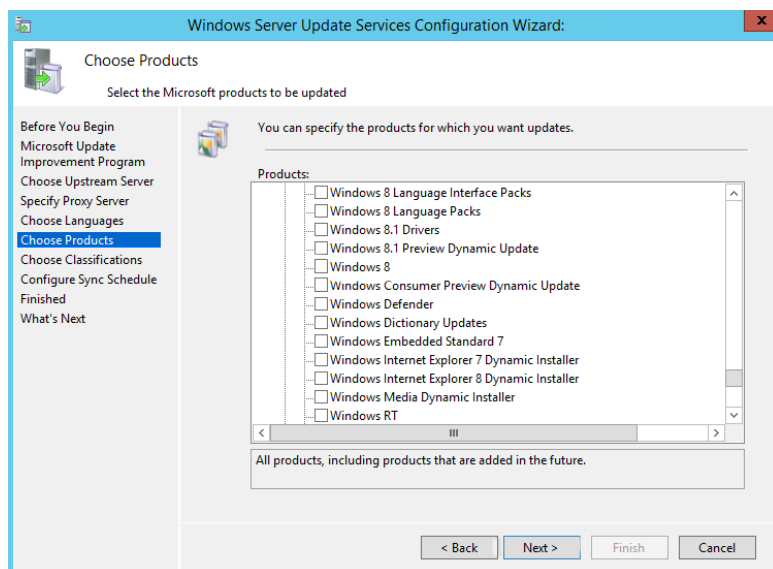 Windows Server Update Services Configuration Wizard:
x
Choose Products
Select the Microsoft products to be updated
Before You Begin
Microsoft Update
Improvement Program
Choose Upstream Server
Specify Proxy Server
Choose Languages
Choose Products
Choose Classifications
Configure Sync Schedule
Finished
What's Next
You can specify the products for which you want updates.
Products:
Windows 8 Language Interface Packs
Windows 8 Language Packs
Windows 8.1 Drivers
Windows 8.1 Preview Dynamic Update
Windows 8
Windows Consumer Preview Dynamic Update
Windows Defender
Windows Dictionary Updates
Windows Embedded Standard 7
Windows Internet Explorer 7 Dynamic Installer
Windows Internet Explorer 8 Dynamic Installer
Windows Media Dynamic Installer
Windows RT
All products, including products that are added in the future.
< Back
Next >
Finish
Cancel